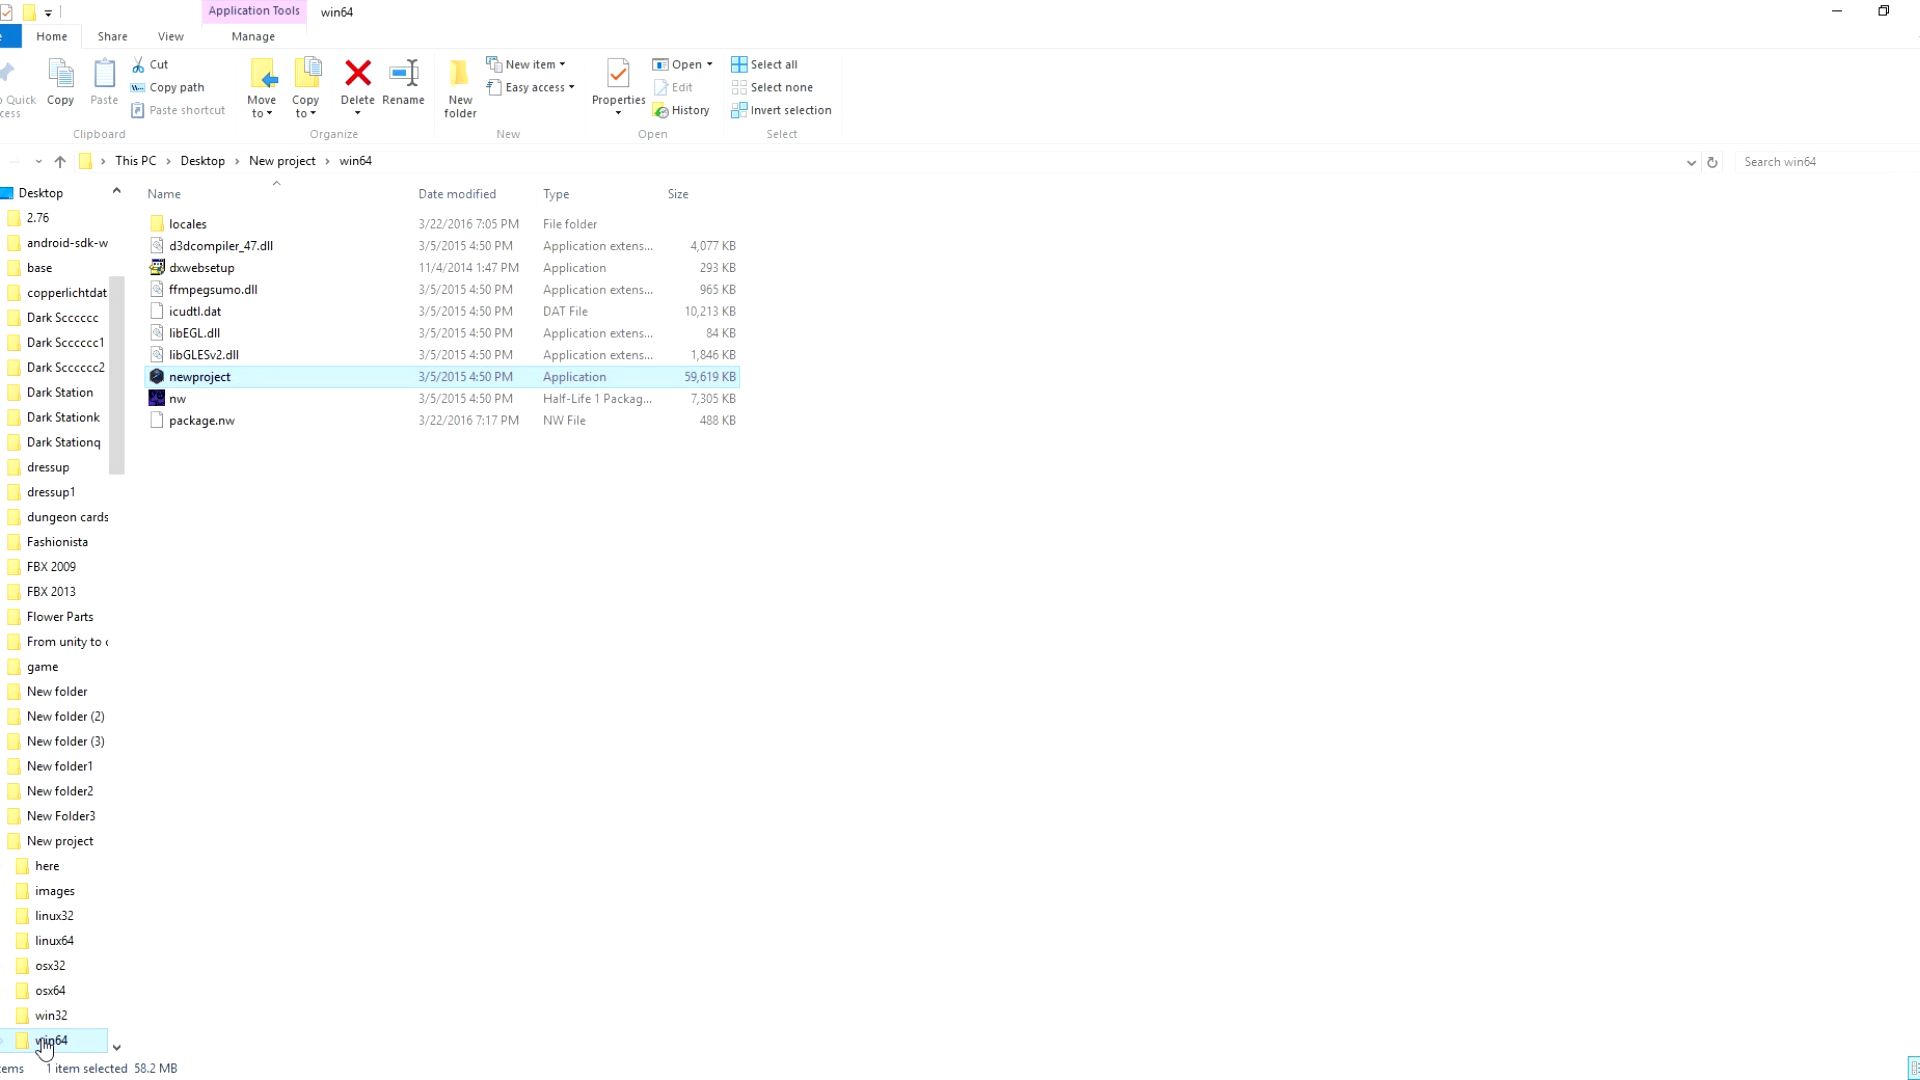 Application Tools win64
Home Share View Manage
Cut
Copy path
Paste shortcut
Quick
Copy Paste
Clipboard
Move to
Copy to
Delete Rename
Organize
New folder
New item
Easy access
New
Properties
Open
Edit
History
Open
Select all
Select none
Invert selection
Select
This PC › Desktop › New project › win64
Search win64
Desktop
2.76
android-sdk-w
base
copperlichtdat
Dark Scccccc
Dark Scccccc1
Dark Scccccc2
Dark Station
Dark Stationk
Dark Stationq
dressup
dressup1
dungeon cards
Fashionista
FBX 2009
FBX 2013
Flower Parts
From unity to
game
New folder
New folder (2)
New folder (3)
New folder1
New folder2
New Folder3
New project
here
images
linux32
linux64
osx32
osx64
win32
win64
Name Date modified Type Size
locales 3/22/2016 7:05 PM File folder
d3dcompiler_47.dll 3/5/2015 4:50 PM Application extens... 4,077 KB
dxwebsetup 11/4/2014 1:47 PM Application 293 KB
ffmpegsumo.dll 3/5/2015 4:50 PM Application extens... 965 KB
icudtl.dat 3/5/2015 4:50 PM DAT File 10,213 KB
libEGL.dll 3/5/2015 4:50 PM Application extens... 84 KB
libGLESv2.dll 3/5/2015 4:50 PM Application extens... 1,846 KB
newproject 3/5/2015 4:50 PM Application 59,619 KB
nw 3/5/2015 4:50 PM Half-Life 1 Packag... 7,305 KB
package.nw 3/22/2016 7:17 PM NW File 488 KB
1 item selected 58.2 MB